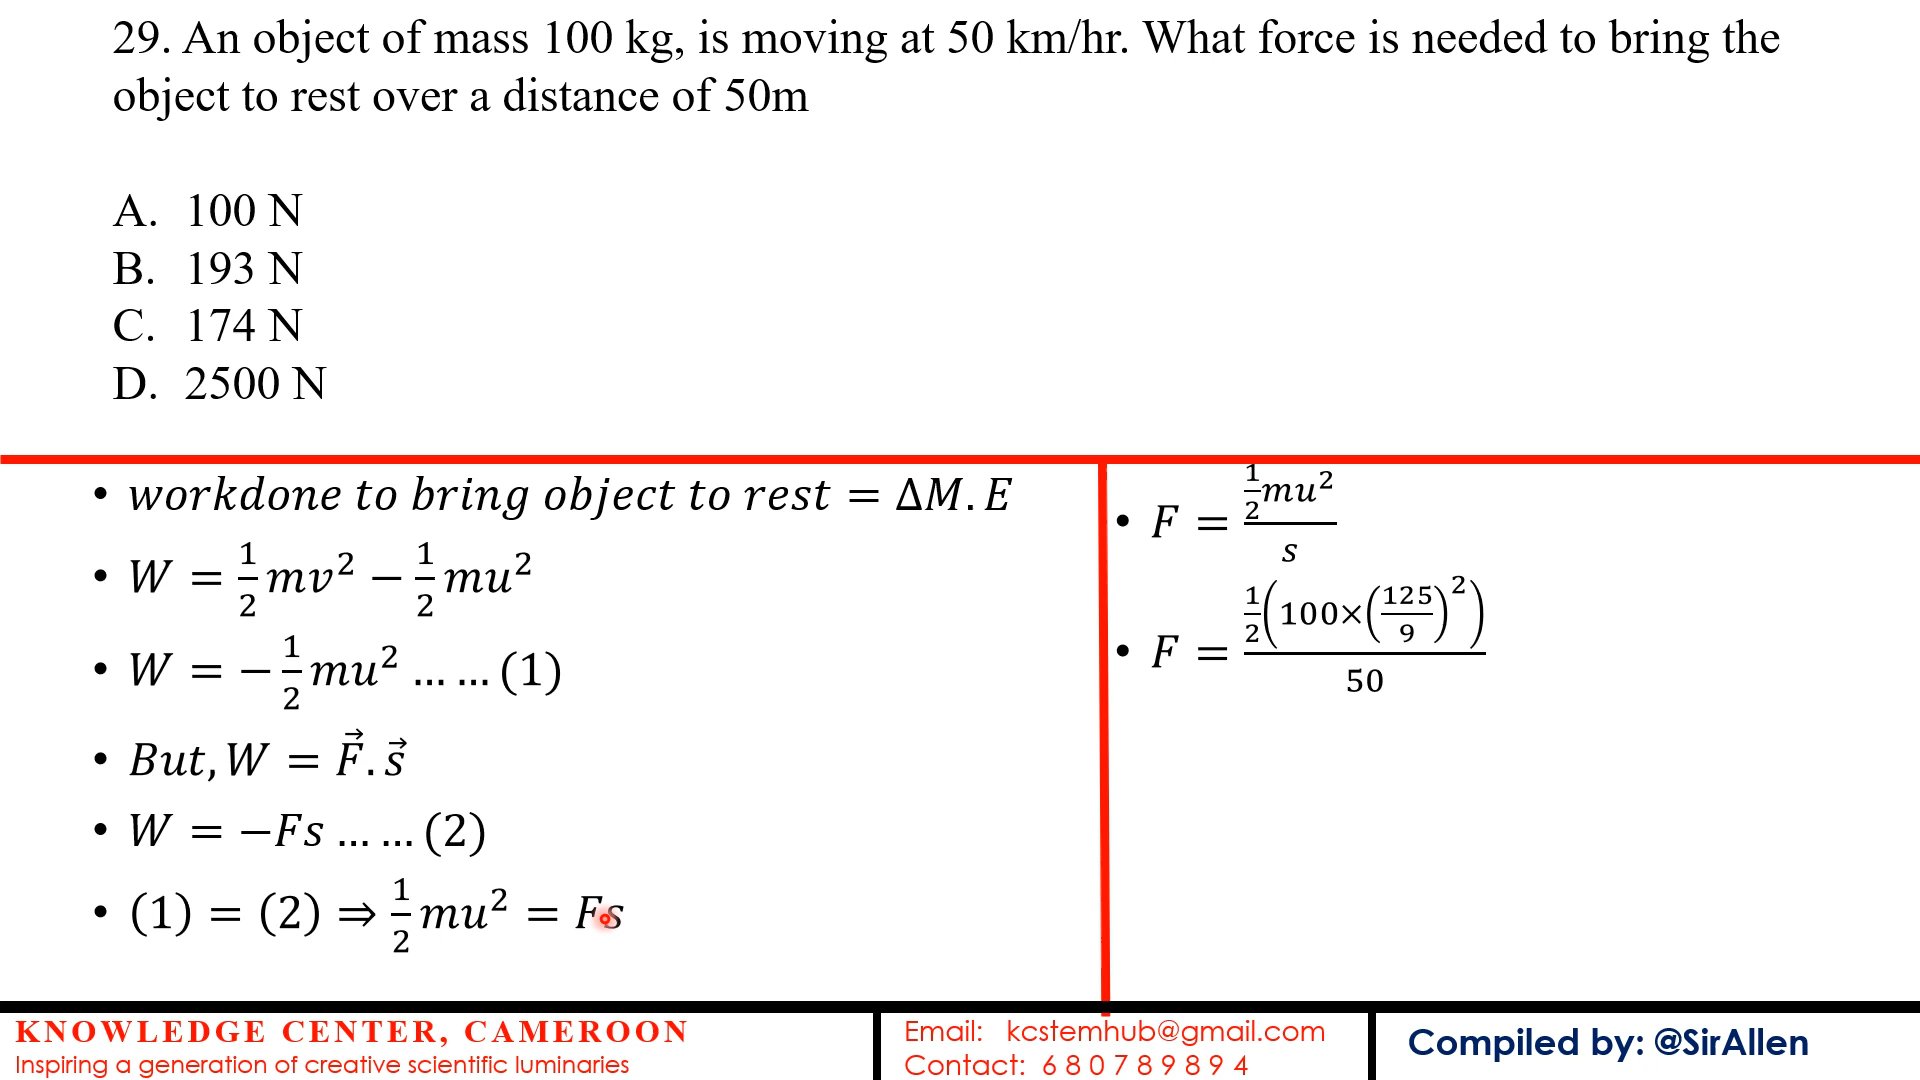 29. An object of mass 100 kg, is moving at 50 km/hr. What force is needed to bring the
object to rest over a distance of 50m
A. 100 N
B. 193 N
C. 174 N
D. 2500 N
• workdone to bring object to rest = ΔM.E
• W = 1/2 mv² − 1/2 mu²
• W = −1/2 mu² … … (1)
• But, W = F⃗. s⃗
• W = −Fs … … (2)
• (1) = (2) ⇒ 1/2 mu² = Fs
• F = (1/2 mu²)/s
• F = (1/2(100×(125/9)²))/50
KNOWLEDGE CENTER, CAMEROON
Inspiring a generation of creative scientific luminaries
Email: kcstemhub@gmail.com
Contact: 6 8 0 7 8 9 8 9 4
Compiled by: @SirAllen